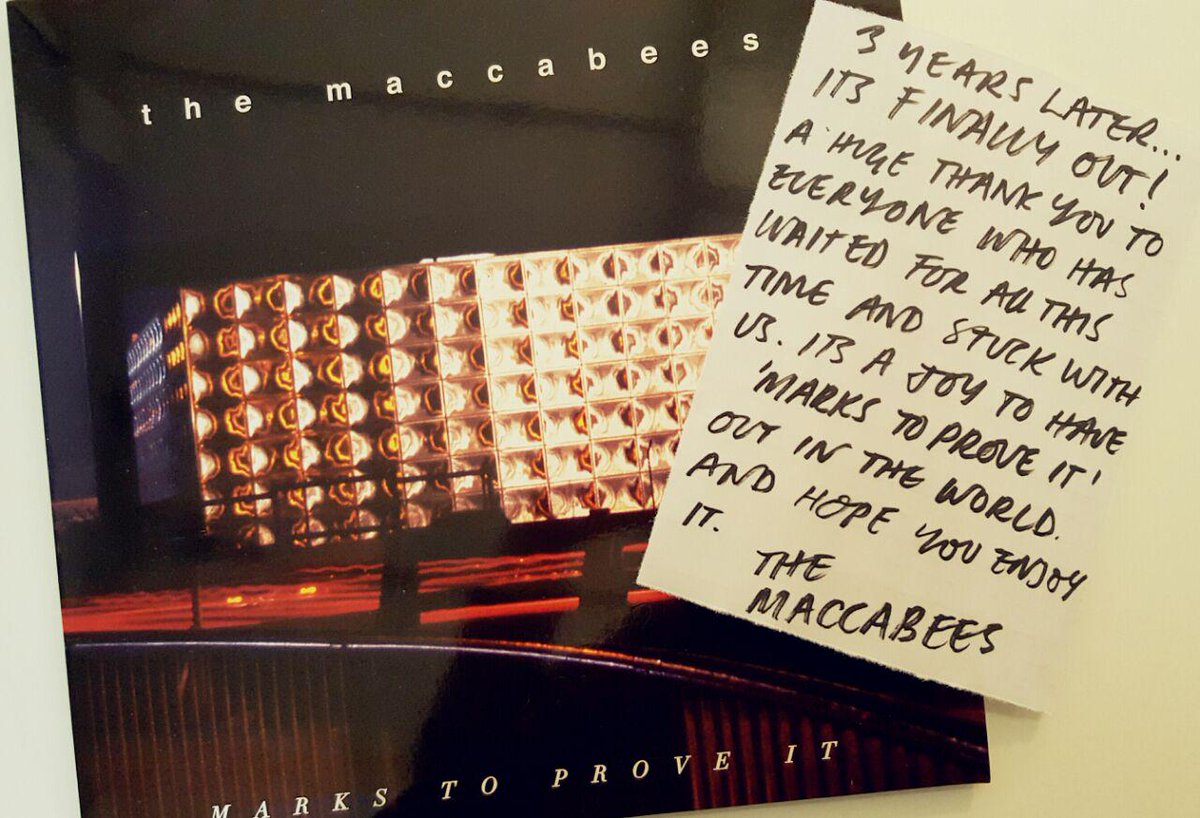 the maccabees
MARKS TO PROVE IT
3 YEARS LATER...
ITS FINALLY OUT!
A HUGE THANK YOU TO
EVERYONE WHO HAS
WAITED FOR ALL THIS
TIME AND STUCK WITH
US. ITS A JOY TO HAVE
'MARKS TO PROVE IT'
OUT IN THE WORLD.
AND HOPE YOU ENJOY
IT.
THE
MACCABEES